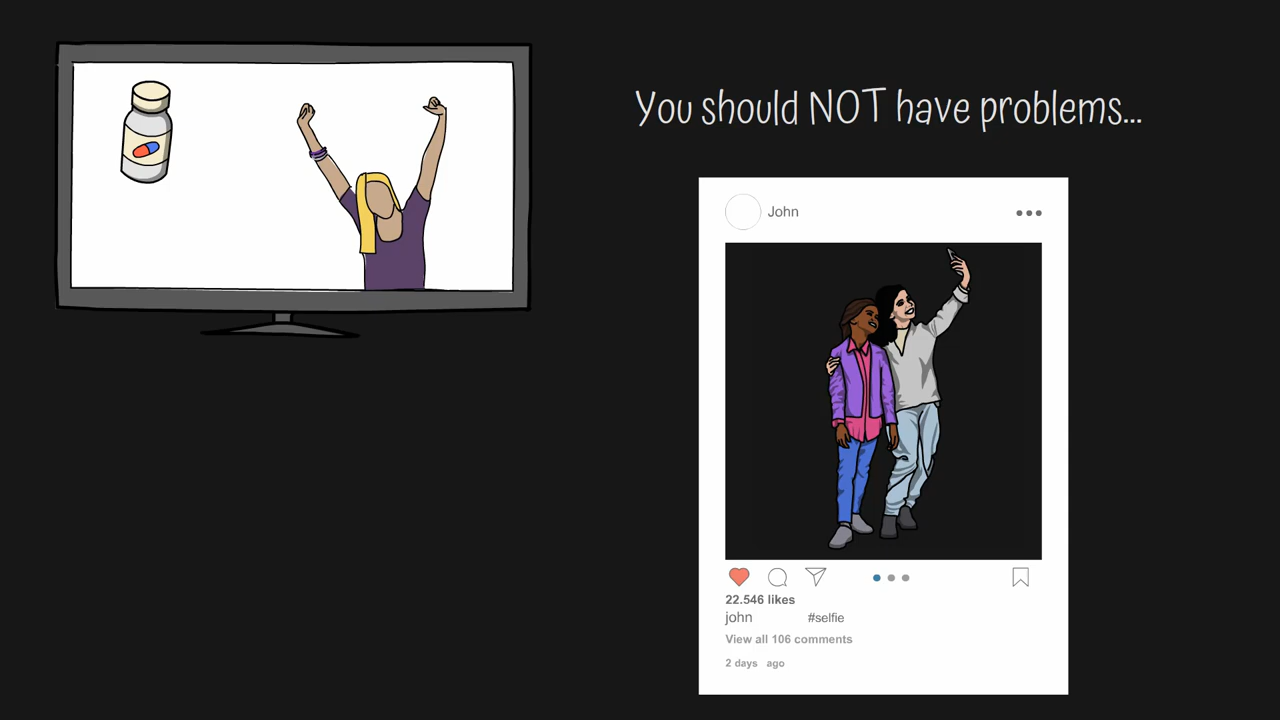 You should NOT have problems...
John
22.546 likes
john #selfie
View all 106 comments
2 days ago